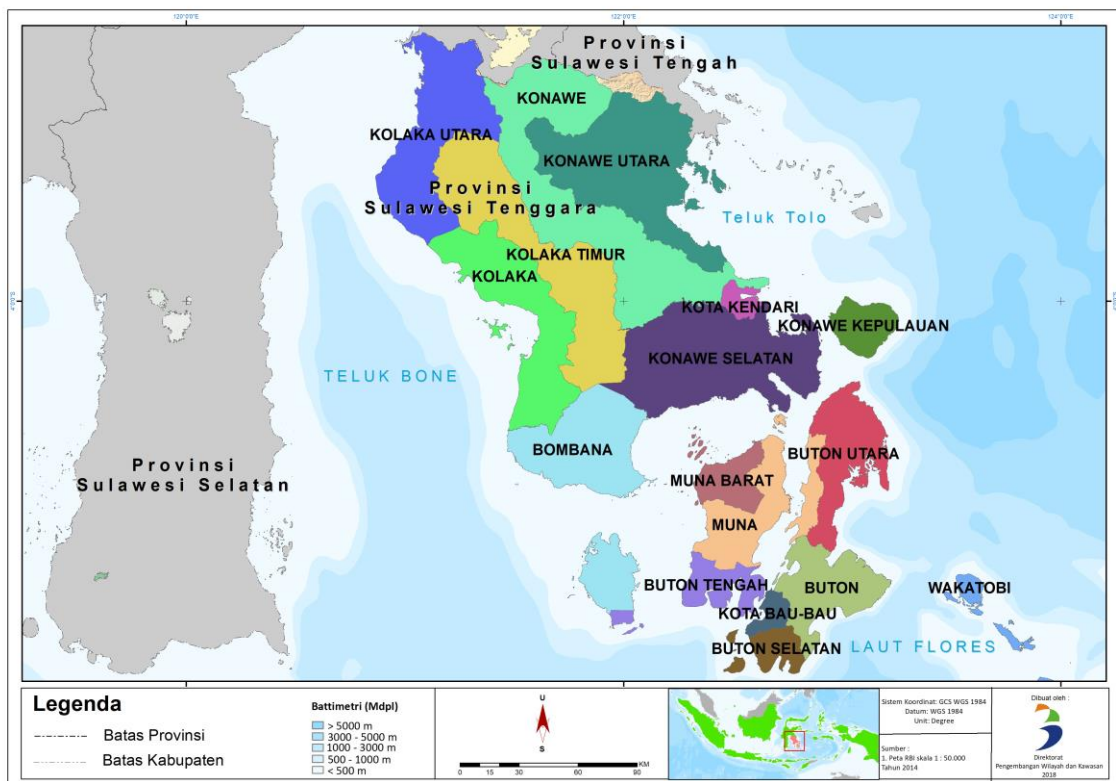 120°0'0"E
122°0'0"E
124°0'0"E
Provinsi
Sulawesi Tengah
KONAWE
KOLAKA UTARA
KONAWE UTARA
Provinsi
Sulawesi Tenggara
Teluk Tolo
KOLAKA TIMUR
KOLAKA
KOTA KENDARI
KONAWE KEPULAUAN
KONAWE SELATAN
TELUK BONE
BOMBANA
BUTON UTARA
Provinsi
Sulawesi Selatan
MUNA BARAT
MUNA
BUTON TENGAH
BUTON
WAKATOBI
KOTA BAU-BAU
BUTON SELATAN
LAUT FLORES
Legenda
Batas Provinsi
Batas Kabupaten
Battimetri (Mdpl)
> 5000 m
3000 - 5000 m
1000 - 3000 m
500 - 1000 m
< 500 m
U
S
KM
0 15 30 60 90
Sistem Koordinat: GCS WGS 1984
Datum: WGS 1984
Unit: Degree
Sumber :
1. Peta RBI skala 1 : 50.000
Tahun 2014
Dibuat oleh :
Direktorat
Pengembangan Wilayah dan Kawasan
2018